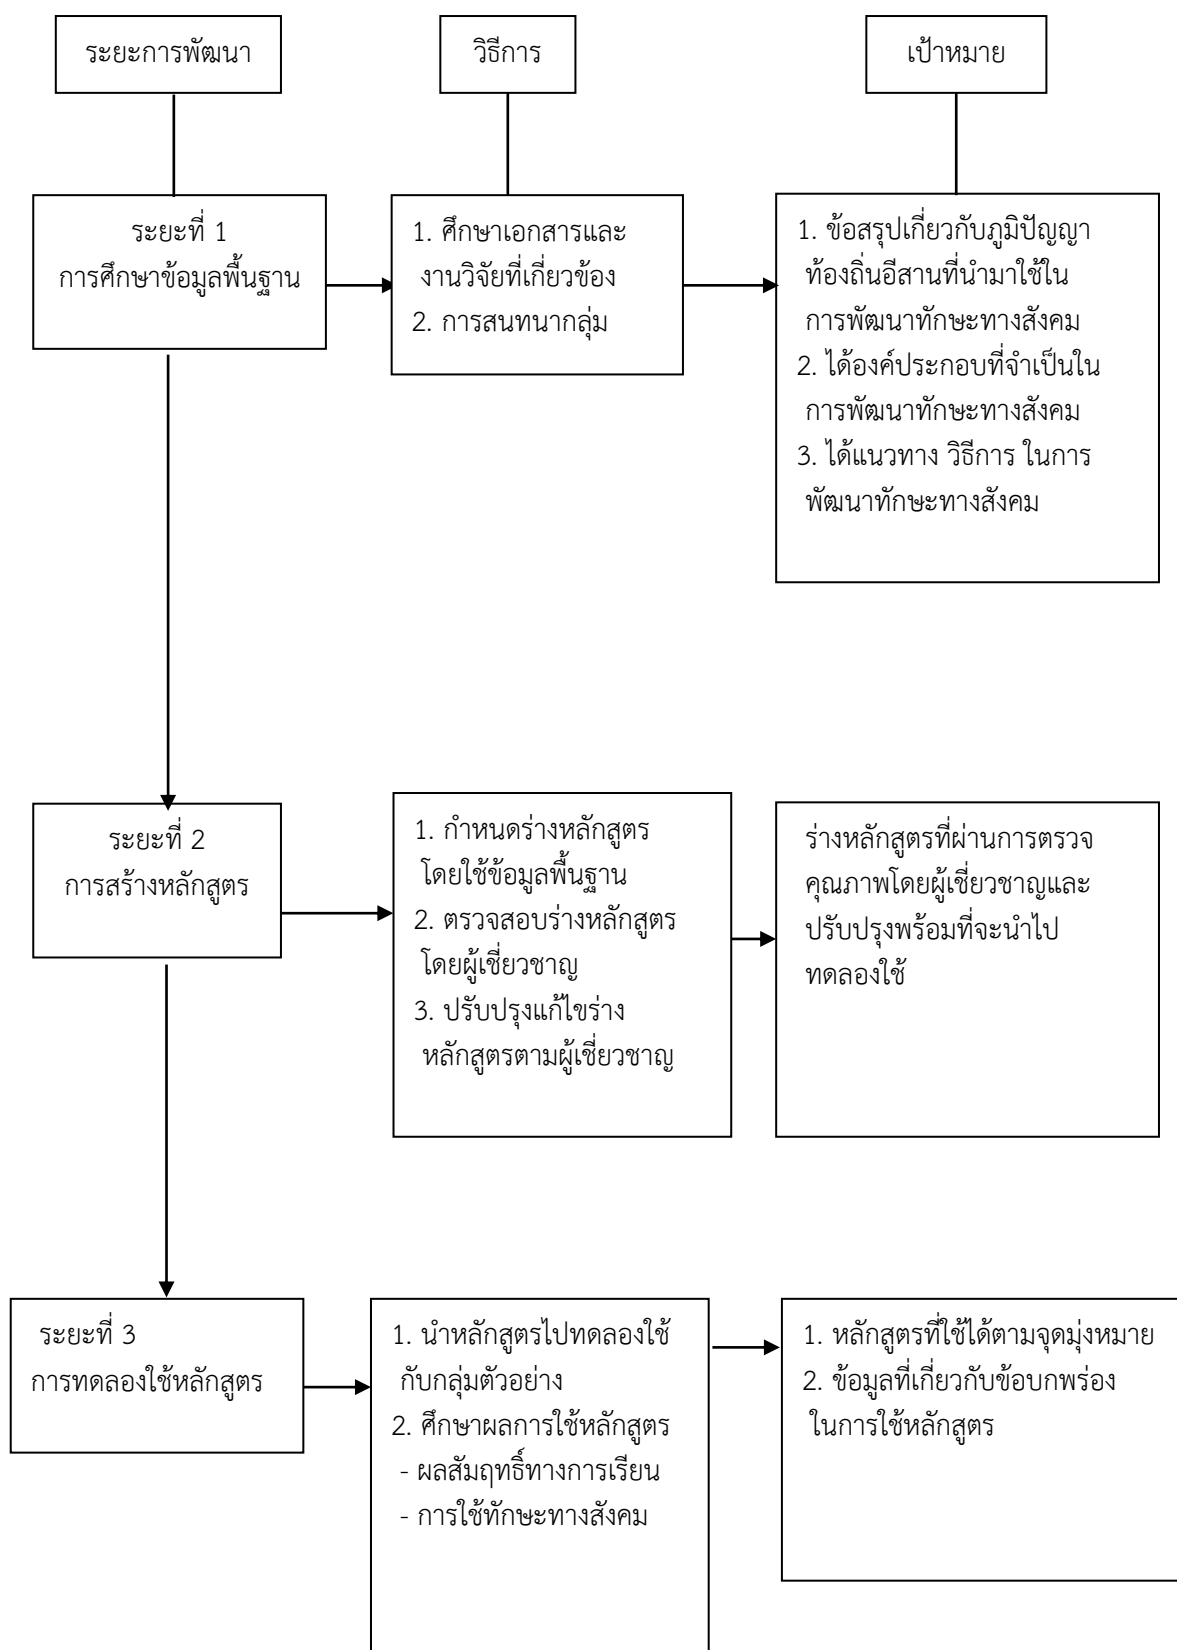 ระยะการพัฒนา
วิธีการ
เป้าหมาย
ระยะที่ 1
การศึกษาข้อมูลพื้นฐาน
1. ศึกษาเอกสารและ
งานวิจัยที่เกี่ยวข้อง
2. การสนทนากลุ่ม
1. ข้อสรุปเกี่ยวกับภูมิปัญญา
ท้องถิ่นอีสานที่นำมาใช้ใน
การพัฒนาทักษะทางสังคม
2. ได้องค์ประกอบที่จำเป็นใน
การพัฒนาทักษะทางสังคม
3. ได้แนวทาง วิธีการ ในการ
พัฒนาทักษะทางสังคม
ระยะที่ 2
การสร้างหลักสูตร
1. กำหนดร่างหลักสูตร
โดยใช้ข้อมูลพื้นฐาน
2. ตรวจสอบร่างหลักสูตร
โดยผู้เชี่ยวชาญ
3. ปรับปรุงแก้ไขร่าง
หลักสูตรตามผู้เชี่ยวชาญ
ร่างหลักสูตรที่ผ่านการตรวจ
คุณภาพโดยผู้เชี่ยวชาญและ
ปรับปรุงพร้อมที่จะนำไป
ทดลองใช้
ระยะที่ 3
การทดลองใช้หลักสูตร
1. นำหลักสูตรไปทดลองใช้
กับกลุ่มตัวอย่าง
2. ศึกษาผลการใช้หลักสูตร
- ผลสัมฤทธิ์ทางการเรียน
- การใช้ทักษะทางสังคม
1. หลักสูตรที่ใช้ได้ตามจุดมุ่งหมาย
2. ข้อมูลที่เกี่ยวกับข้อบกพร่อง
ในการใช้หลักสูตร